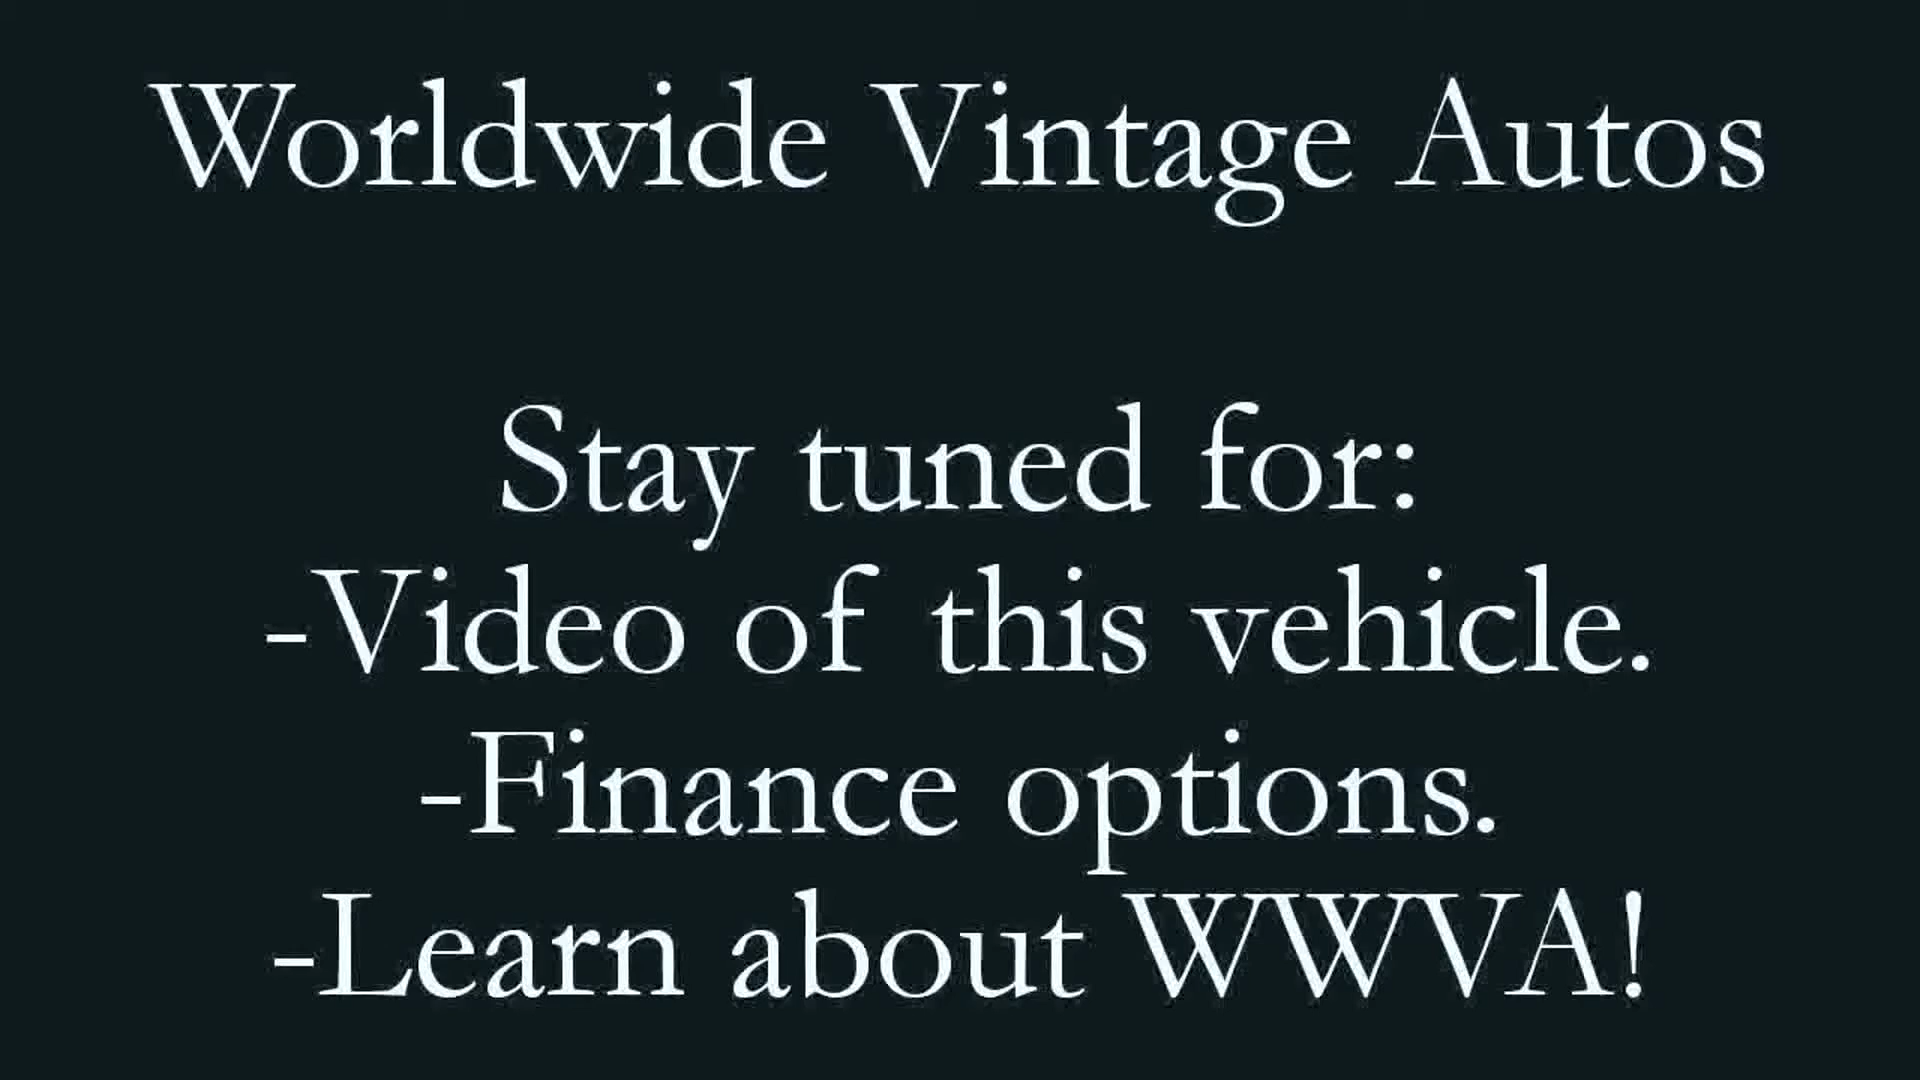 Worldwide Vintage Autos
Stay tuned for:
-Video of this vehicle.
-Finance options.
-Learn about WWVA!